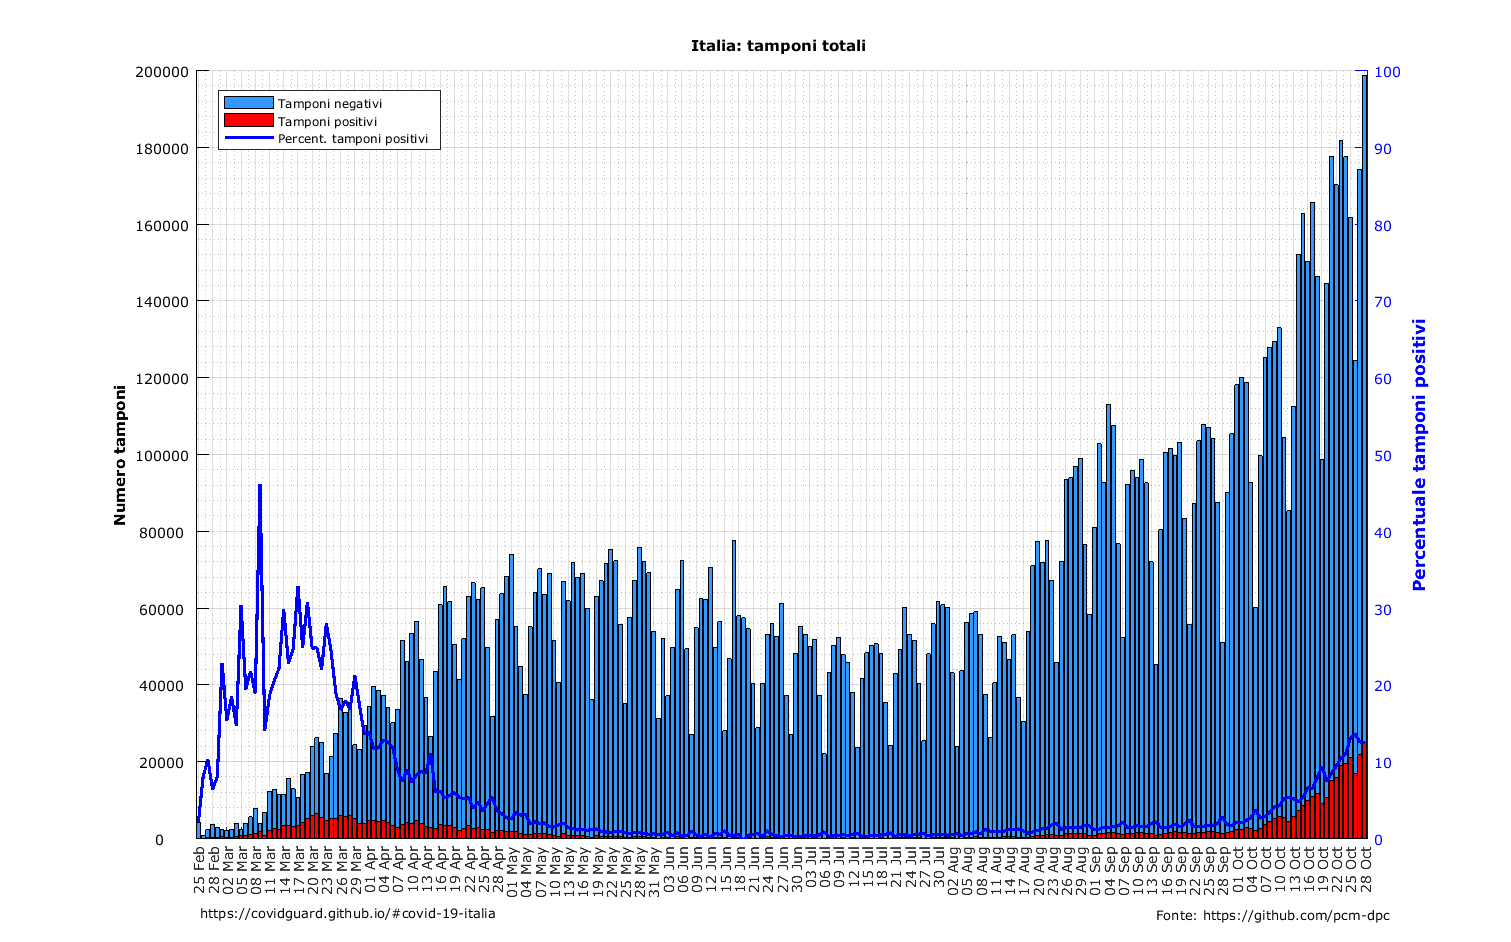 Italia: tamponi totali
200000
180000
160000
140000
120000
100000
80000
60000
40000
20000
0
Numero tamponi
Tamponi negativi
Tamponi positivi
Percent. tamponi positivi
100
90
80
70
60
50
40
30
20
10
0
Percentuale tamponi positivi
25 Feb
28 Feb
02 Mar
05 Mar
08 Mar
11 Mar
14 Mar
17 Mar
20 Mar
23 Mar
26 Mar
29 Mar
01 Apr
04 Apr
07 Apr
10 Apr
13 Apr
16 Apr
19 Apr
22 Apr
25 Apr
28 Apr
01 May
04 May
07 May
10 May
13 May
16 May
19 May
22 May
25 May
28 May
31 May
03 Jun
06 Jun
09 Jun
12 Jun
15 Jun
18 Jun
21 Jun
24 Jun
27 Jun
30 Jun
03 Jul
06 Jul
09 Jul
12 Jul
15 Jul
18 Jul
21 Jul
24 Jul
27 Jul
30 Jul
02 Aug
05 Aug
08 Aug
11 Aug
14 Aug
17 Aug
20 Aug
23 Aug
26 Aug
29 Aug
01 Sep
04 Sep
07 Sep
10 Sep
13 Sep
16 Sep
19 Sep
22 Sep
25 Sep
28 Sep
01 Oct
04 Oct
07 Oct
10 Oct
13 Oct
16 Oct
19 Oct
22 Oct
25 Oct
28 Oct
https://covidguard.github.io/#covid-19-italia
Fonte: https://github.com/pcm-dpc